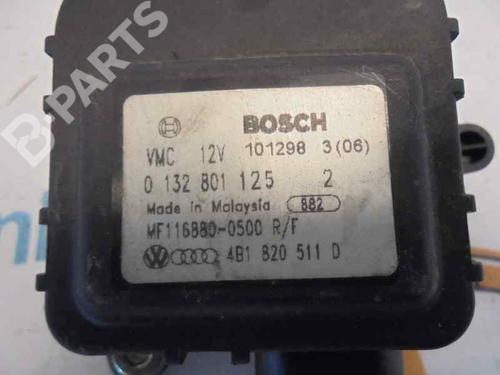 B-PARTS
BOSCH
VMC 12V 101298 3 (06)
0 132 801 125 2
Made in Malaysia 882
MF116880-0500 R/F
4B1 820 511 D